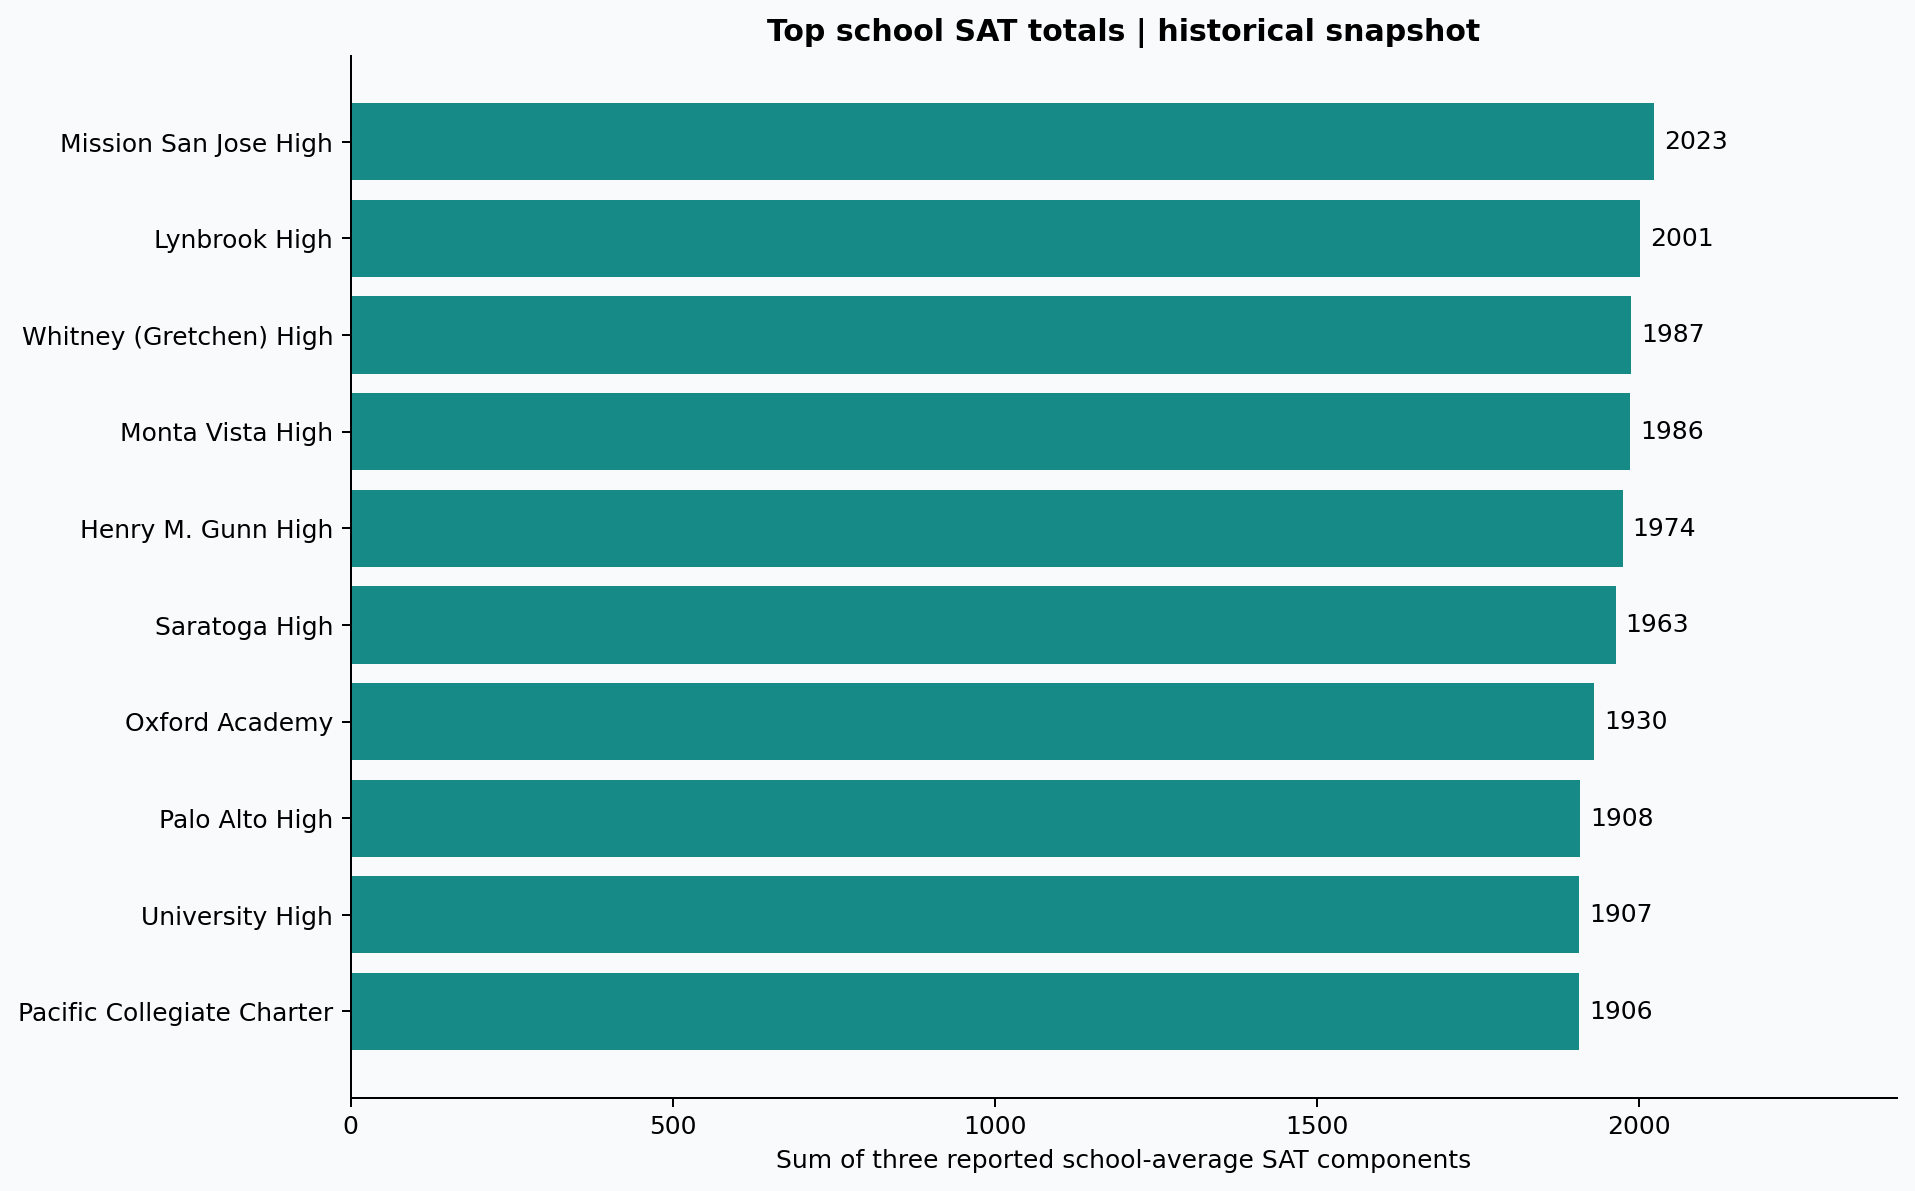 Top school SAT totals | historical snapshot
Mission San Jose High 2023
Lynbrook High 2001
Whitney (Gretchen) High 1987
Monta Vista High 1986
Henry M. Gunn High 1974
Saratoga High 1963
Oxford Academy 1930
Palo Alto High 1908
University High 1907
Pacific Collegiate Charter 1906
0 500 1000 1500 2000
Sum of three reported school-average SAT components